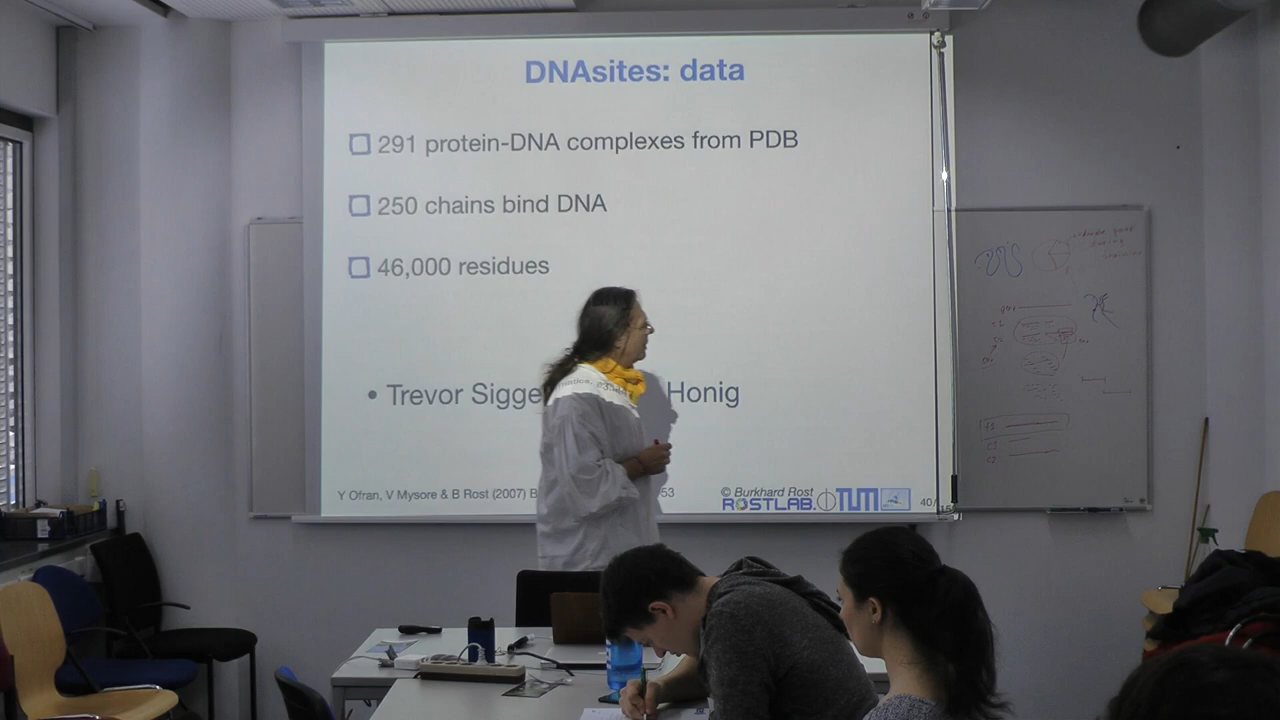 DNAsites: data
291 protein-DNA complexes from PDB
250 chains bind DNA
46,000 residues
• Trevor Sigge Honig
Y Ofran, V Mysore & B Rost (2007) B 53
© Burkhard Rost
ROSTLAB. TUM
40/